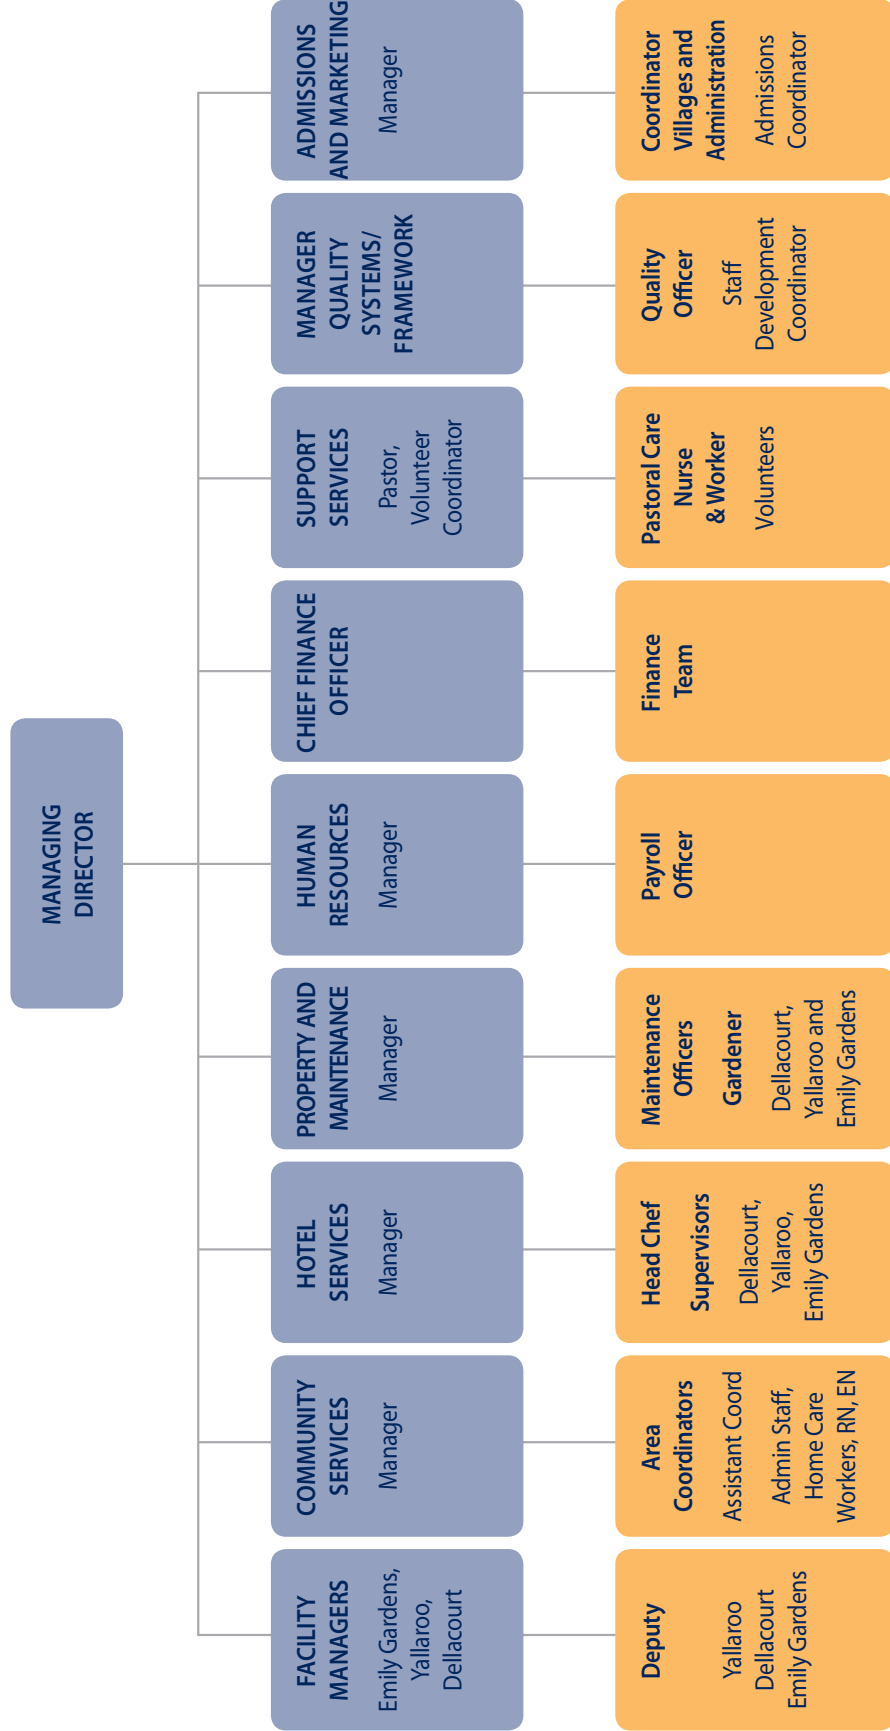 MANAGING
DIRECTOR
FACILITY
MANAGERS
Emily Gardens,
Yallaroo,
Dellacourt
COMMUNITY
SERVICES
Manager
HOTEL
SERVICES
Manager
PROPERTY AND
MAINTENANCE
Manager
HUMAN
RESOURCES
Manager
CHIEF FINANCE
OFFICER
SUPPORT
SERVICES
Pastor,
Volunteer
Coordinator
MANAGER
QUALITY
SYSTEMS/
FRAMEWORK
ADMISSIONS
AND MARKETING
Manager
Deputy
Yallaroo
Dellacourt
Emily Gardens
Area
Coordinators
Assistant Coord
Admin Staff,
Home Care
Workers, RN, EN
Head Chef
Supervisors
Dellacourt,
Yallaroo,
Emily Gardens
Maintenance
Officers
Gardener
Dellacourt,
Yallaroo and
Emily Gardens
Payroll
Officer
Finance
Team
Pastoral Care
Nurse
& Worker
Volunteers
Quality
Officer
Staff
Development
Coordinator
Coordinator
Villages and
Administration
Admissions
Coordinator